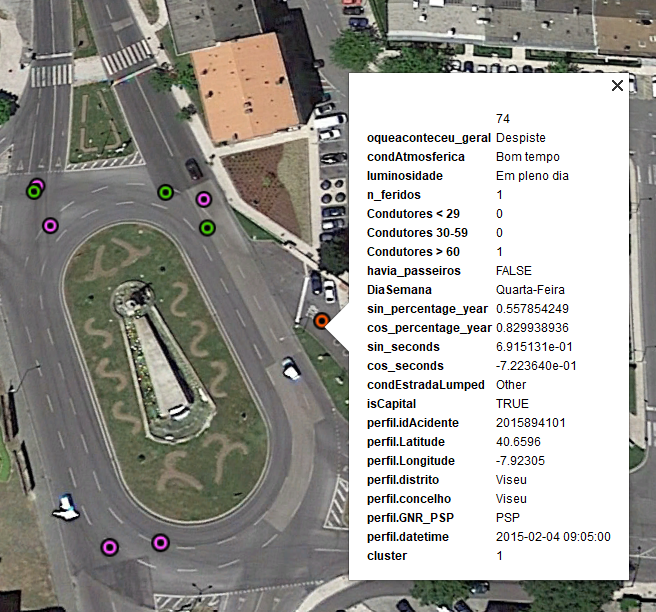 74
oqueaconteceu_geral Despiste
condAtmosferica Bom tempo
luminosidade Em pleno dia
n_feridos 1
Condutores < 29 0
Condutores 30-59 0
Condutores > 60 1
havia_passeiros FALSE
DiaSemana Quarta-Feira
sin_percentage_year 0.557854249
cos_percentage_year 0.829938936
sin_seconds 6.915131e-01
cos_seconds -7.223640e-01
condEstradaLumped Other
isCapital TRUE
perfil.idAcidente 2015894101
perfil.Latitude 40.6596
perfil.Longitude -7.92305
perfil.distrito Viseu
perfil.concelho Viseu
perfil.GNR_PSP PSP
perfil.datetime 2015-02-04 09:05:00
cluster 1